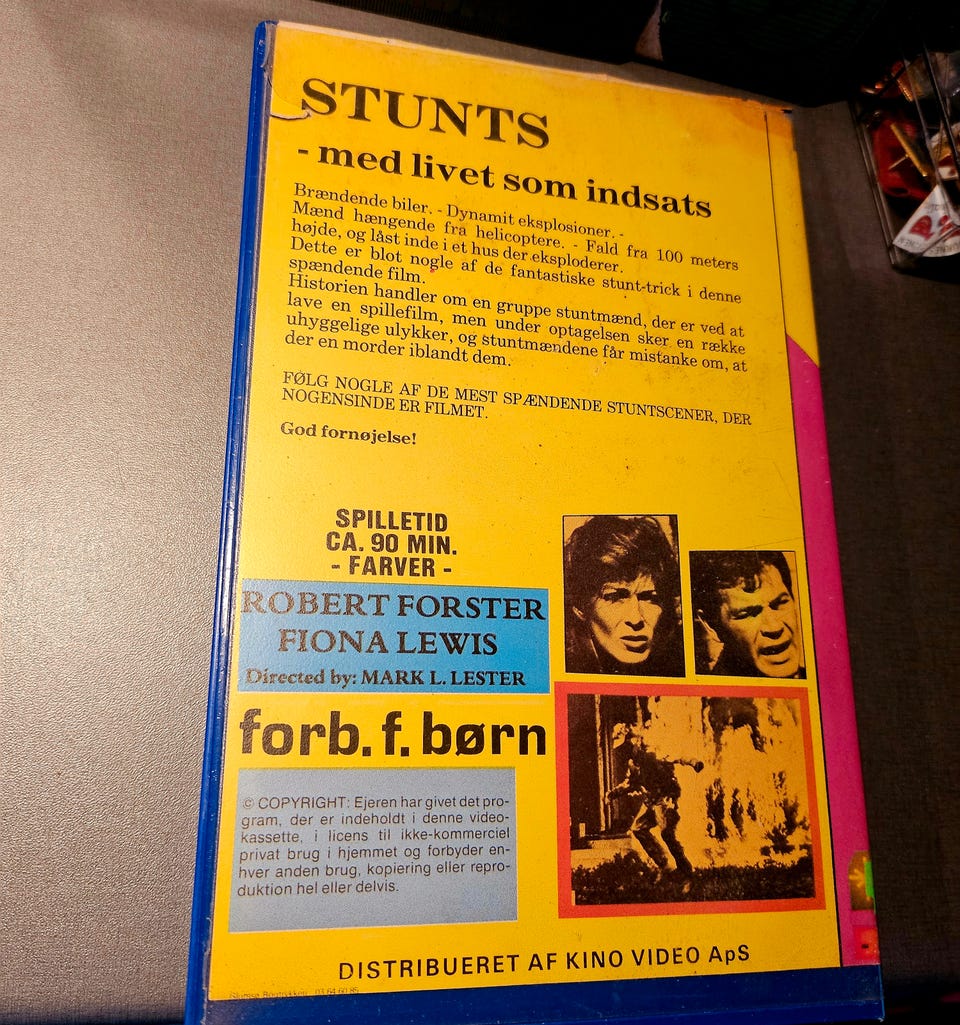 STUNTS
- med livet som indsats
Brændende biler. - Dynamit eksplosioner. -
Mænd hængende fra helicoptere. - Fald fra 100 meters
højde, og låst inde i et hus der eksploderer.
Dette er blot nogle af de fantastiske stunt-trick i denne
spændende film.
Historien handler om en gruppe stuntmænd, der er ved at
lave en spillefilm, men under optagelsen sker en række
uhyggelige ulykker, og stuntmændene får mistanke om, at
der en morder iblandt dem.
FØLG NOGLE AF DE MEST SPÆNDENDE STUNTSCENER, DER
NOGENSINDE ER FILMET.
God fornøjelse!
SPILLETID
CA. 90 MIN.
- FARVER -
ROBERT FORSTER
FIONA LEWIS
Directed by: MARK L. LESTER
forb. f. børn
© COPYRIGHT: Ejeren har givet det pro-
gram, der er indeholdt i denne video-
kassette, i licens til ikke-kommerciel
privat brug i hjemmet og forbyder en-
hver anden brug, kopiering eller repro-
duktion hel eller delvis.
DISTRIBUERET AF KINO VIDEO ApS